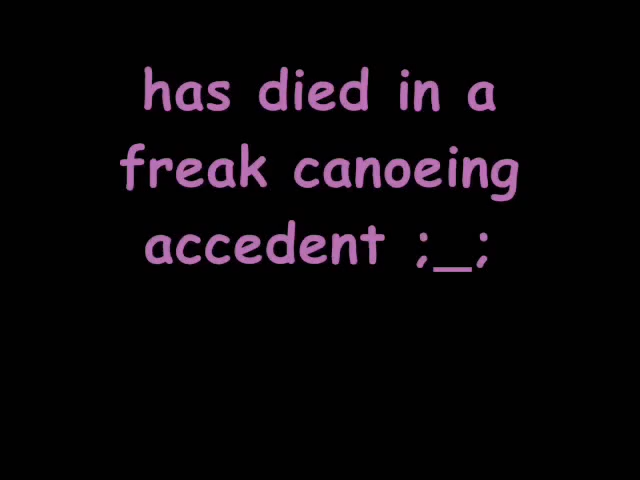 has died in a
freak canoeing
accedent ;_;